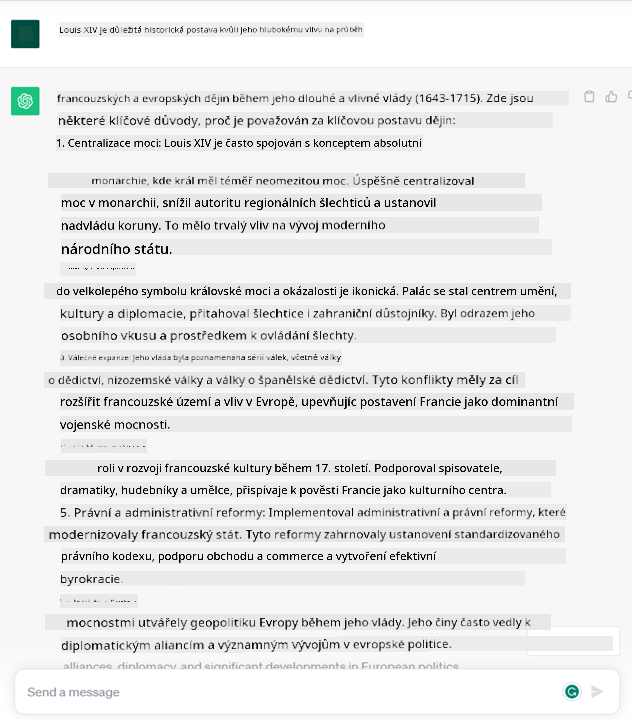 Louis XIV je důležitá historická postava kvůli jeho hlubokému vlivu na průběh
francouzských a evropských dějin během jeho dlouhé a vlivné vlády (1643-1715). Zde jsou
některé klíčové důvody, proč je považován za klíčovou postavu dějin:
1. Centralizace moci: Louis XIV je často spojován s konceptem absolutní
monarchie, kde král měl téměř neomezitou moc. Úspěšně centralizoval
moc v monarchii, snížil autoritu regionálních šlechticů a ustanovil
nadvládu koruny. To mělo trvalý vliv na vývoj moderního
národního státu.
do velkolepého symbolu královské moci a okázalosti je ikonická. Palác se stal centrem umění,
kultury a diplomacie, přitahoval šlechtice i zahraniční důstojníky. Byl odrazem jeho
osobního vkusu a prostředkem k ovládání šlechty.
3. Válečné expanze: Jeho vláda byla poznamenána sérií válek, včetně války
o dědictví, nizozemské války a války o španělské dědictví. Tyto konflikty měly za cíl
rozšířit francouzské území a vliv v Evropě, upevňujíc postavení Francie jako dominantní
vojenské mocnosti.
roli v rozvoji francouzské kultury během 17. století. Podporoval spisovatele,
dramatiky, hudebníky a umělce, přispívaje k pověsti Francie jako kulturního centra.
5. Právní a administrativní reformy: Implementoval administrativní a právní reformy, které
modernizovaly francouzský stát. Tyto reformy zahrnovaly ustanovení standardizovaného
právního kodexu, podporu obchodu a commerce a vytvoření efektivní
byrokracie.
mocnostmi utvářely geopolitiku Evropy během jeho vlády. Jeho činy často vedly k
diplomatickým aliancím a významným vývojům v evropské politice.
alliances, diplomacy, and significant developments in European politics.
Send a message